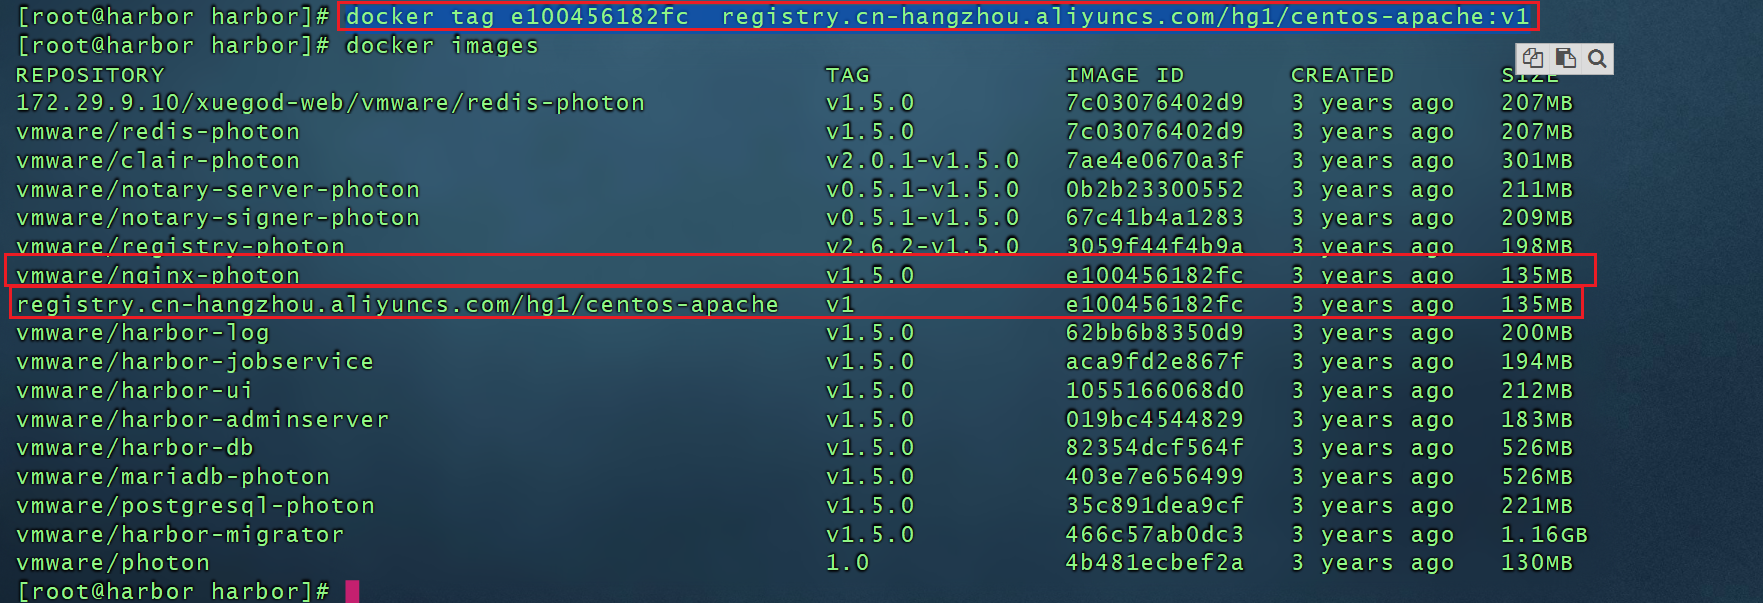 [root@harbor harbor]# docker tag e100456182fc  registry.cn-hangzhou.aliyuncs.com/hg1/centos-apache:v1
[root@harbor harbor]# docker images
REPOSITORY TAG IMAGE ID CREATED SIZE
172.29.9.10/xuegod-web/vmware/redis-photon v1.5.0 7c03076402d9 3 years ago 207MB
vmware/redis-photon v1.5.0 7c03076402d9 3 years ago 207MB
vmware/clair-photon v2.0.1-v1.5.0 7ae4e0670a3f 3 years ago 301MB
vmware/notary-server-photon v0.5.1-v1.5.0 0b2b23300552 3 years ago 211MB
vmware/notary-signer-photon v0.5.1-v1.5.0 67c41b4a1283 3 years ago 209MB
vmware/registry-photon v2.6.2-v1.5.0 3059f44f4b9a 3 years ago 198MB
vmware/nginx-photon v1.5.0 e100456182fc 3 years ago 135MB
registry.cn-hangzhou.aliyuncs.com/hg1/centos-apache v1 e100456182fc 3 years ago 135MB
vmware/harbor-log v1.5.0 62bb6b8350d9 3 years ago 200MB
vmware/harbor-jobservice v1.5.0 aca9fd2e867f 3 years ago 194MB
vmware/harbor-ui v1.5.0 1055166068d0 3 years ago 212MB
vmware/harbor-adminserver v1.5.0 019bc4544829 3 years ago 183MB
vmware/harbor-db v1.5.0 82354dcf564f 3 years ago 526MB
vmware/mariadb-photon v1.5.0 403e7e656499 3 years ago 526MB
vmware/postgresql-photon v1.5.0 35c891dea9cf 3 years ago 221MB
vmware/harbor-migrator v1.5.0 466c57ab0dc3 3 years ago 1.16GB
vmware/photon 1.0 4b481ecbef2a 3 years ago 130MB
[root@harbor harbor]#